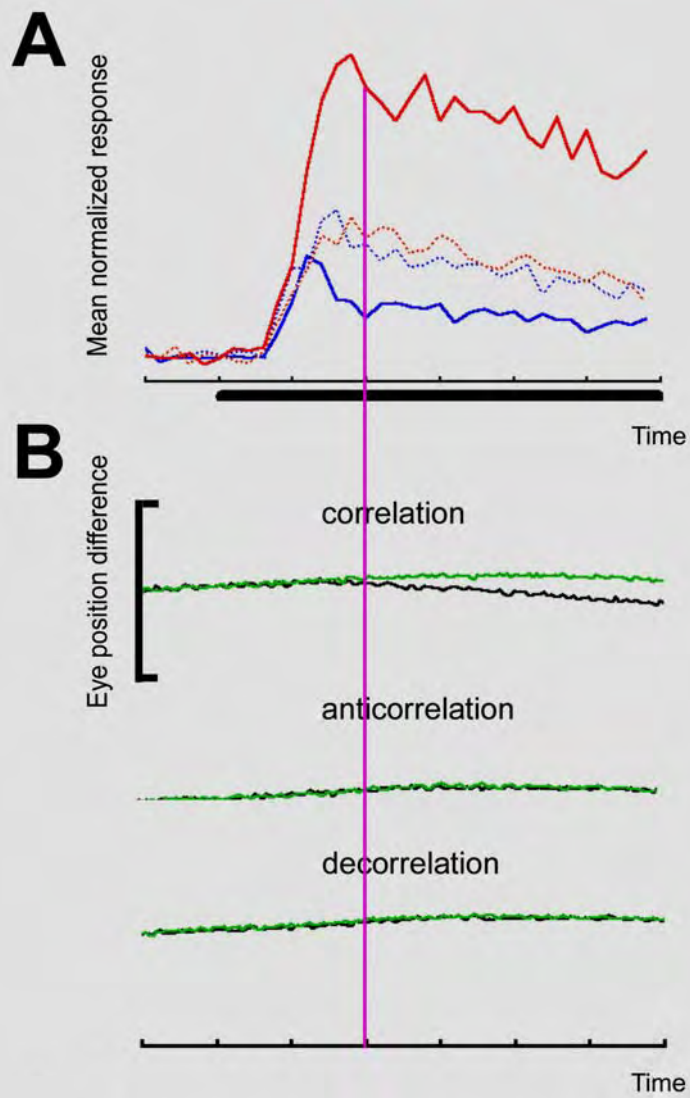 A
Mean normalized response
Time
B
Eye position difference
correlation
anticorrelation
decorrelation
Time